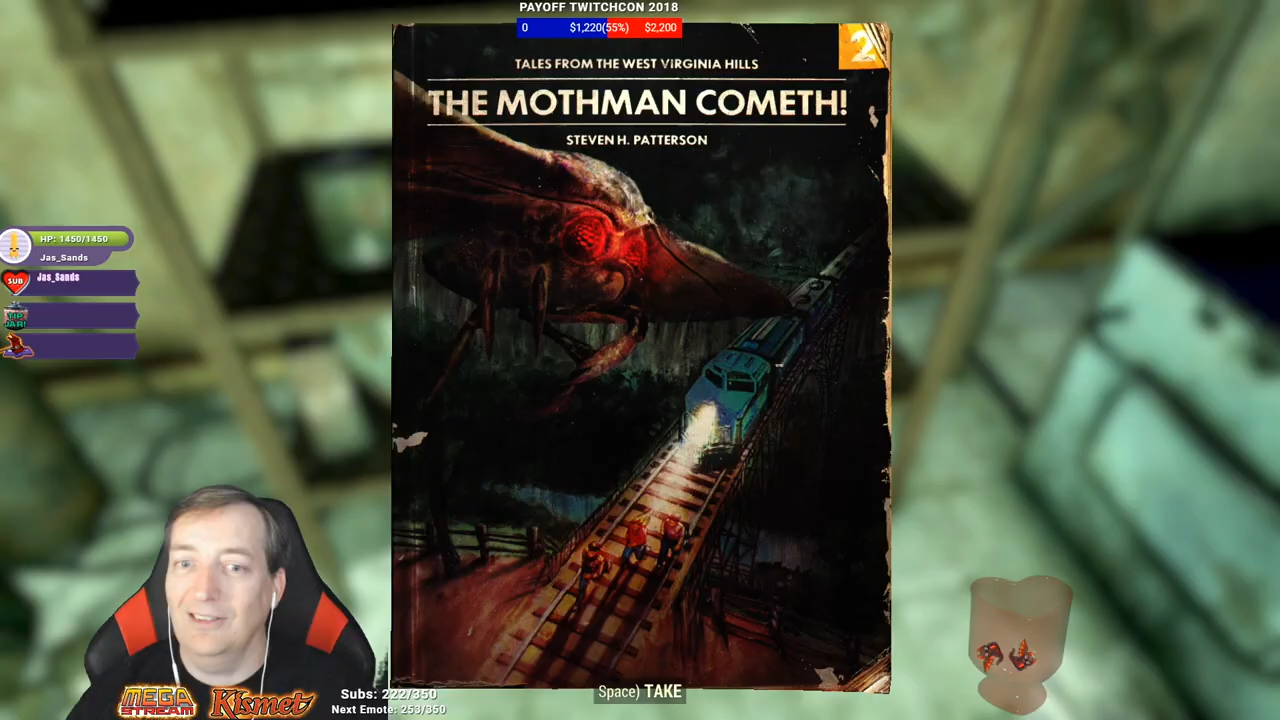 PAYOFF TWITCHCON 2018
0 $1,220(55%) $2,200
2
TALES FROM THE WEST VIRGINIA HILLS
THE MOTHMAN COMETH!
STEVEN H. PATTERSON
HP: 1450/1450
Jas_Sands
SUB
Jas_Sands
TIP
JAR!
MEGA
STREAM
KIsmet
Subs: 222/350
Next Emote: 253/350
Space) TAKE